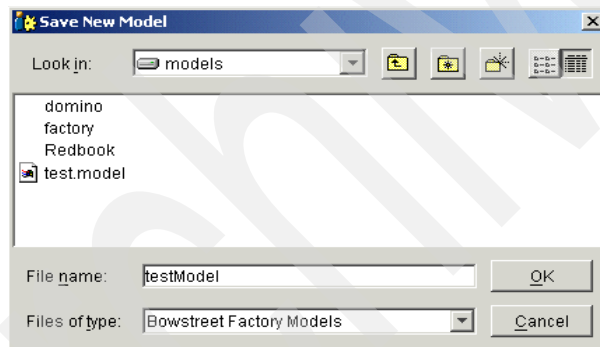 Save New Model
Look in: models
domino
factory
Redbook
test.model
File name: testModel OK
Files of type: Bowstreet Factory Models Cancel